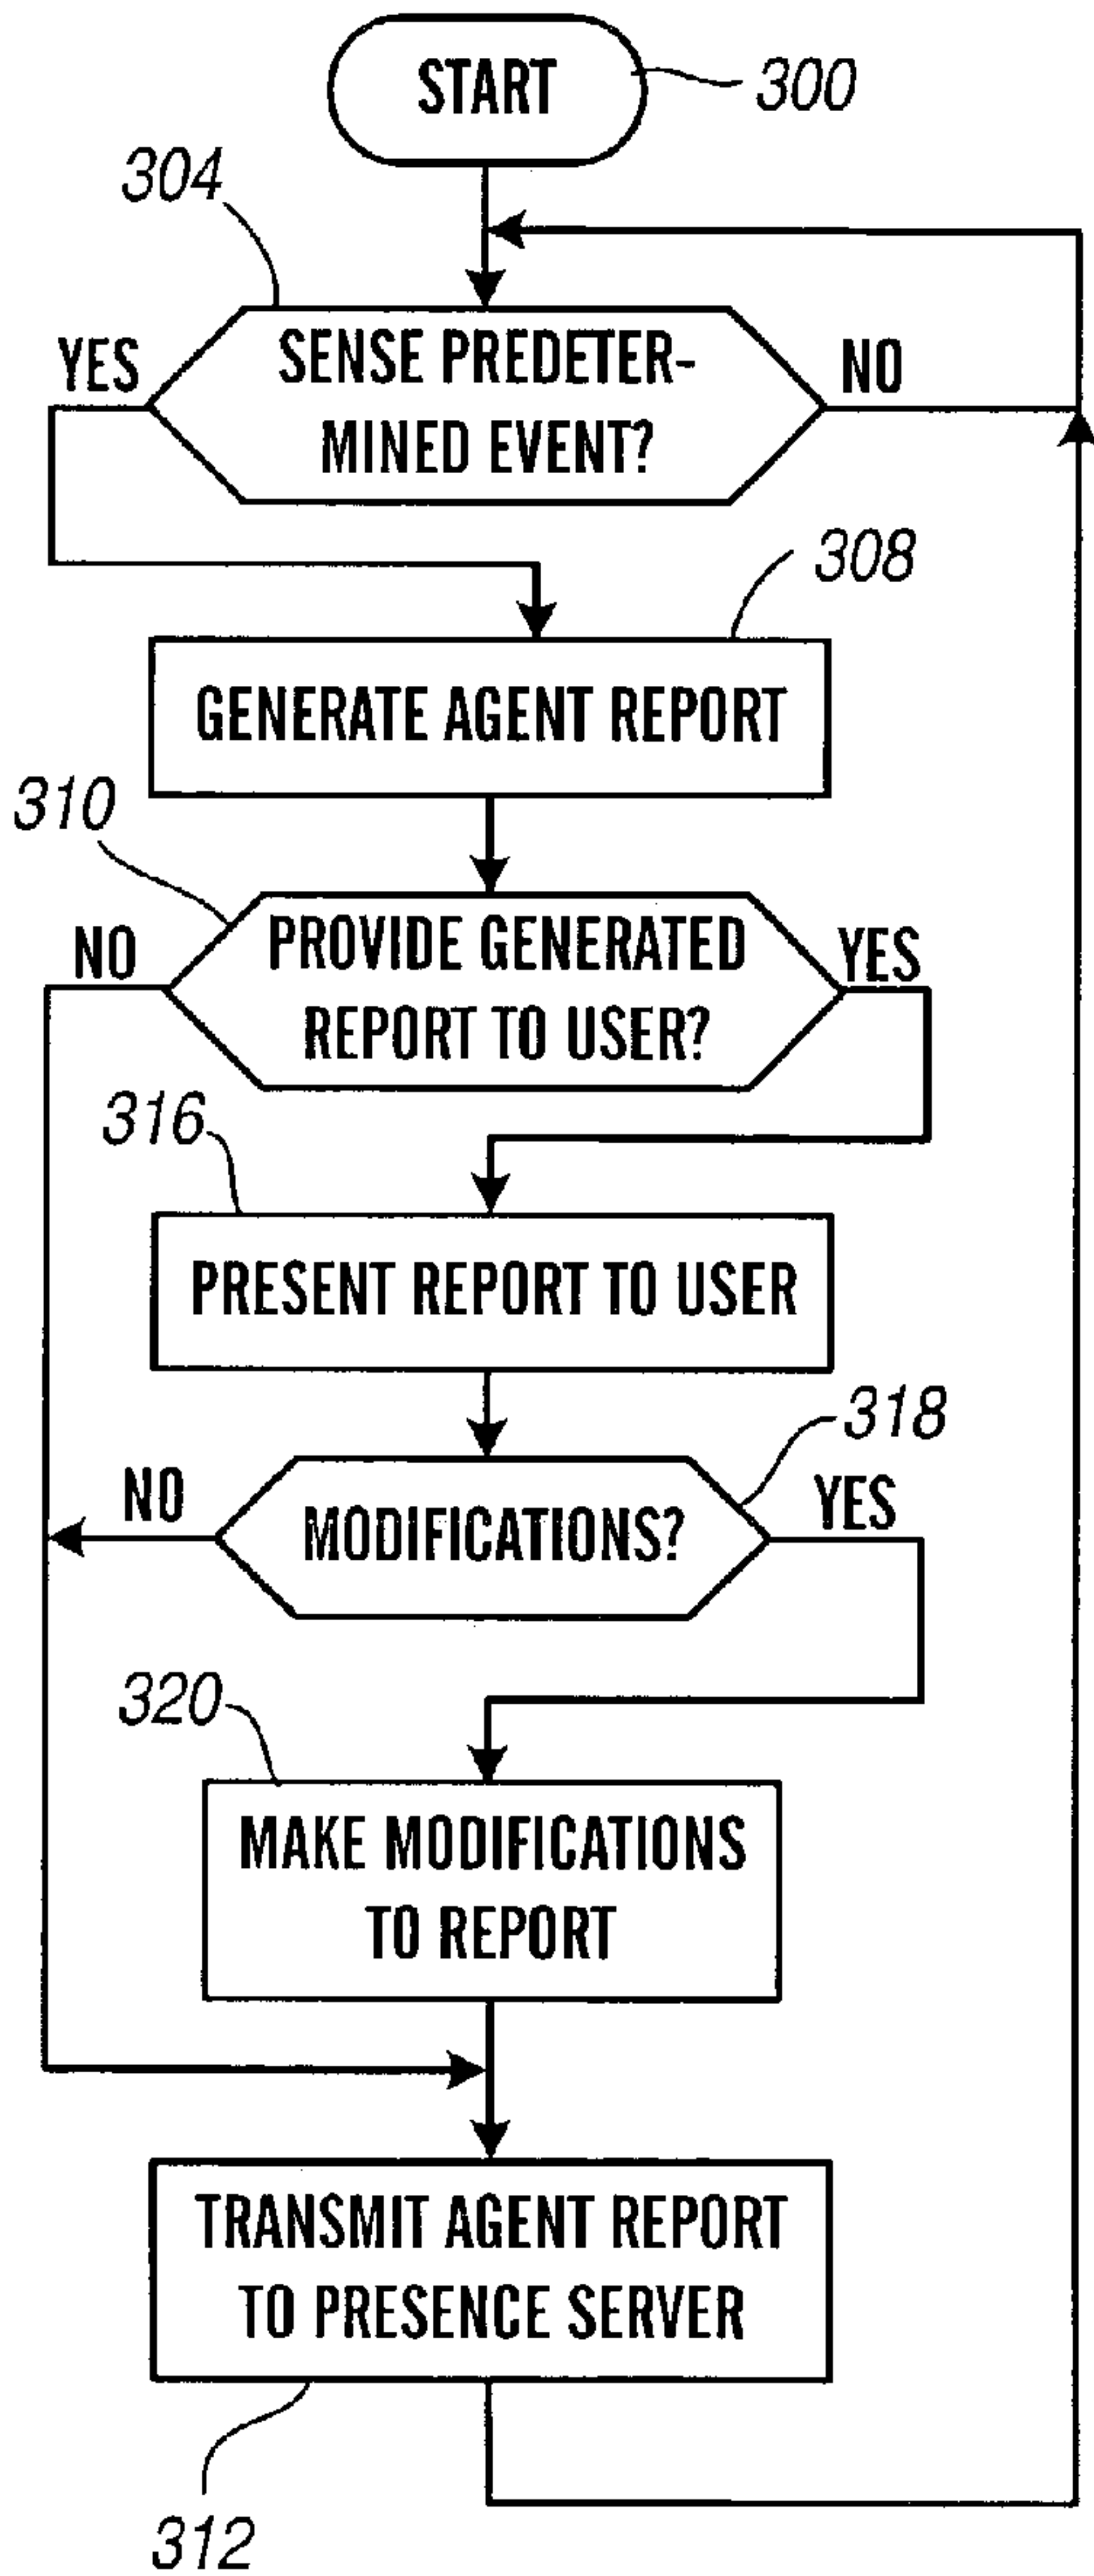 START
300
304
YES
SENSE PREDETER-
MINED EVENT?
NO
308
GENERATE AGENT REPORT
310
NO
PROVIDE GENERATED
REPORT TO USER?
YES
316
PRESENT REPORT TO USER
318
NO
MODIFICATIONS?
YES
320
MAKE MODIFICATIONS
TO REPORT
TRANSMIT AGENT REPORT
TO PRESENCE SERVER
312